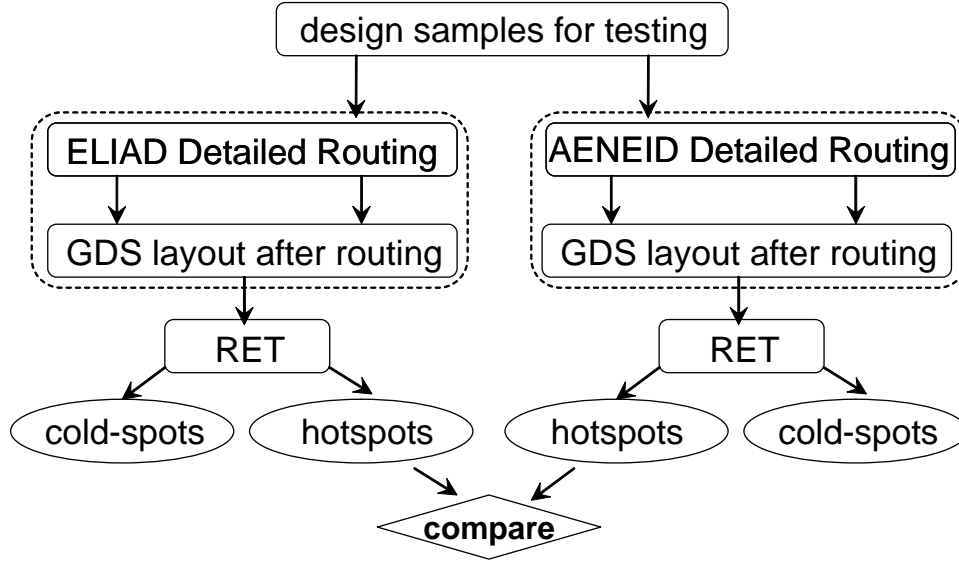 design samples for testing
ELIAD Detailed Routing
AENEID Detailed Routing
GDS layout after routing
GDS layout after routing
RET
RET
cold-spots
hotspots
hotspots
cold-spots
compare